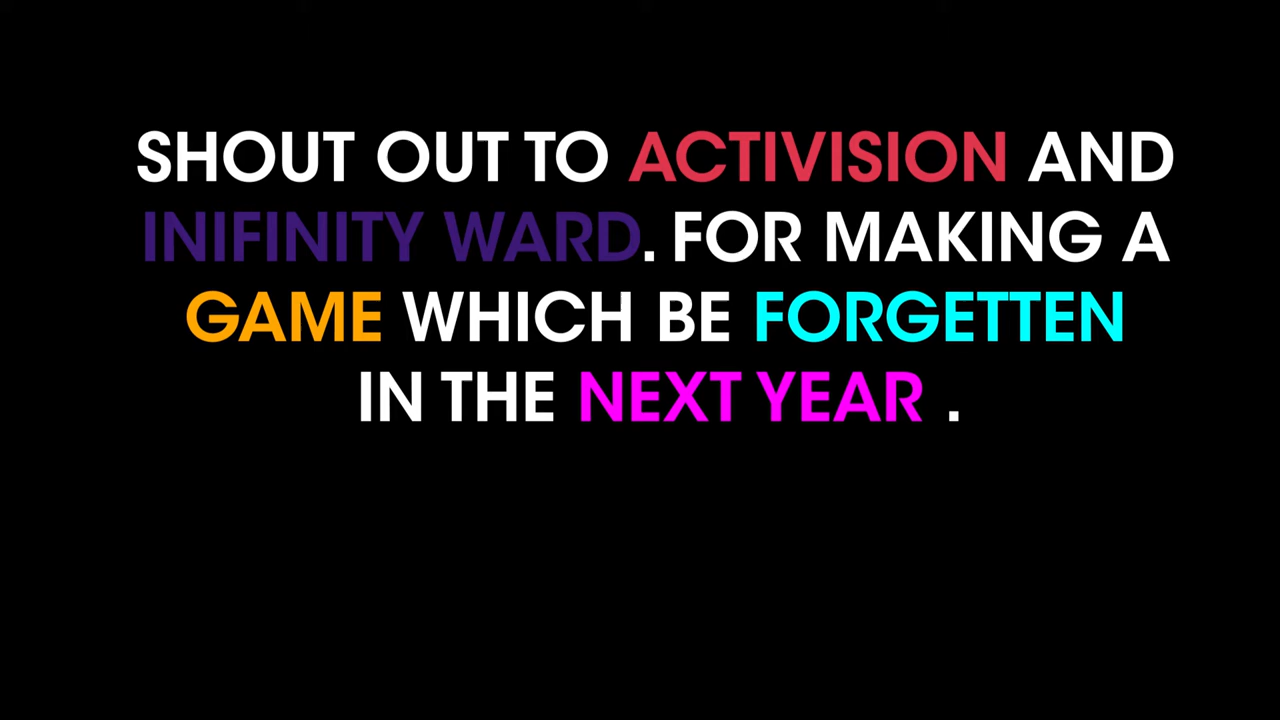 SHOUT OUT TO ACTIVISION AND
INIFINITY WARD. FOR MAKING A
GAME WHICH BE FORGETTEN
IN THE NEXT YEAR .